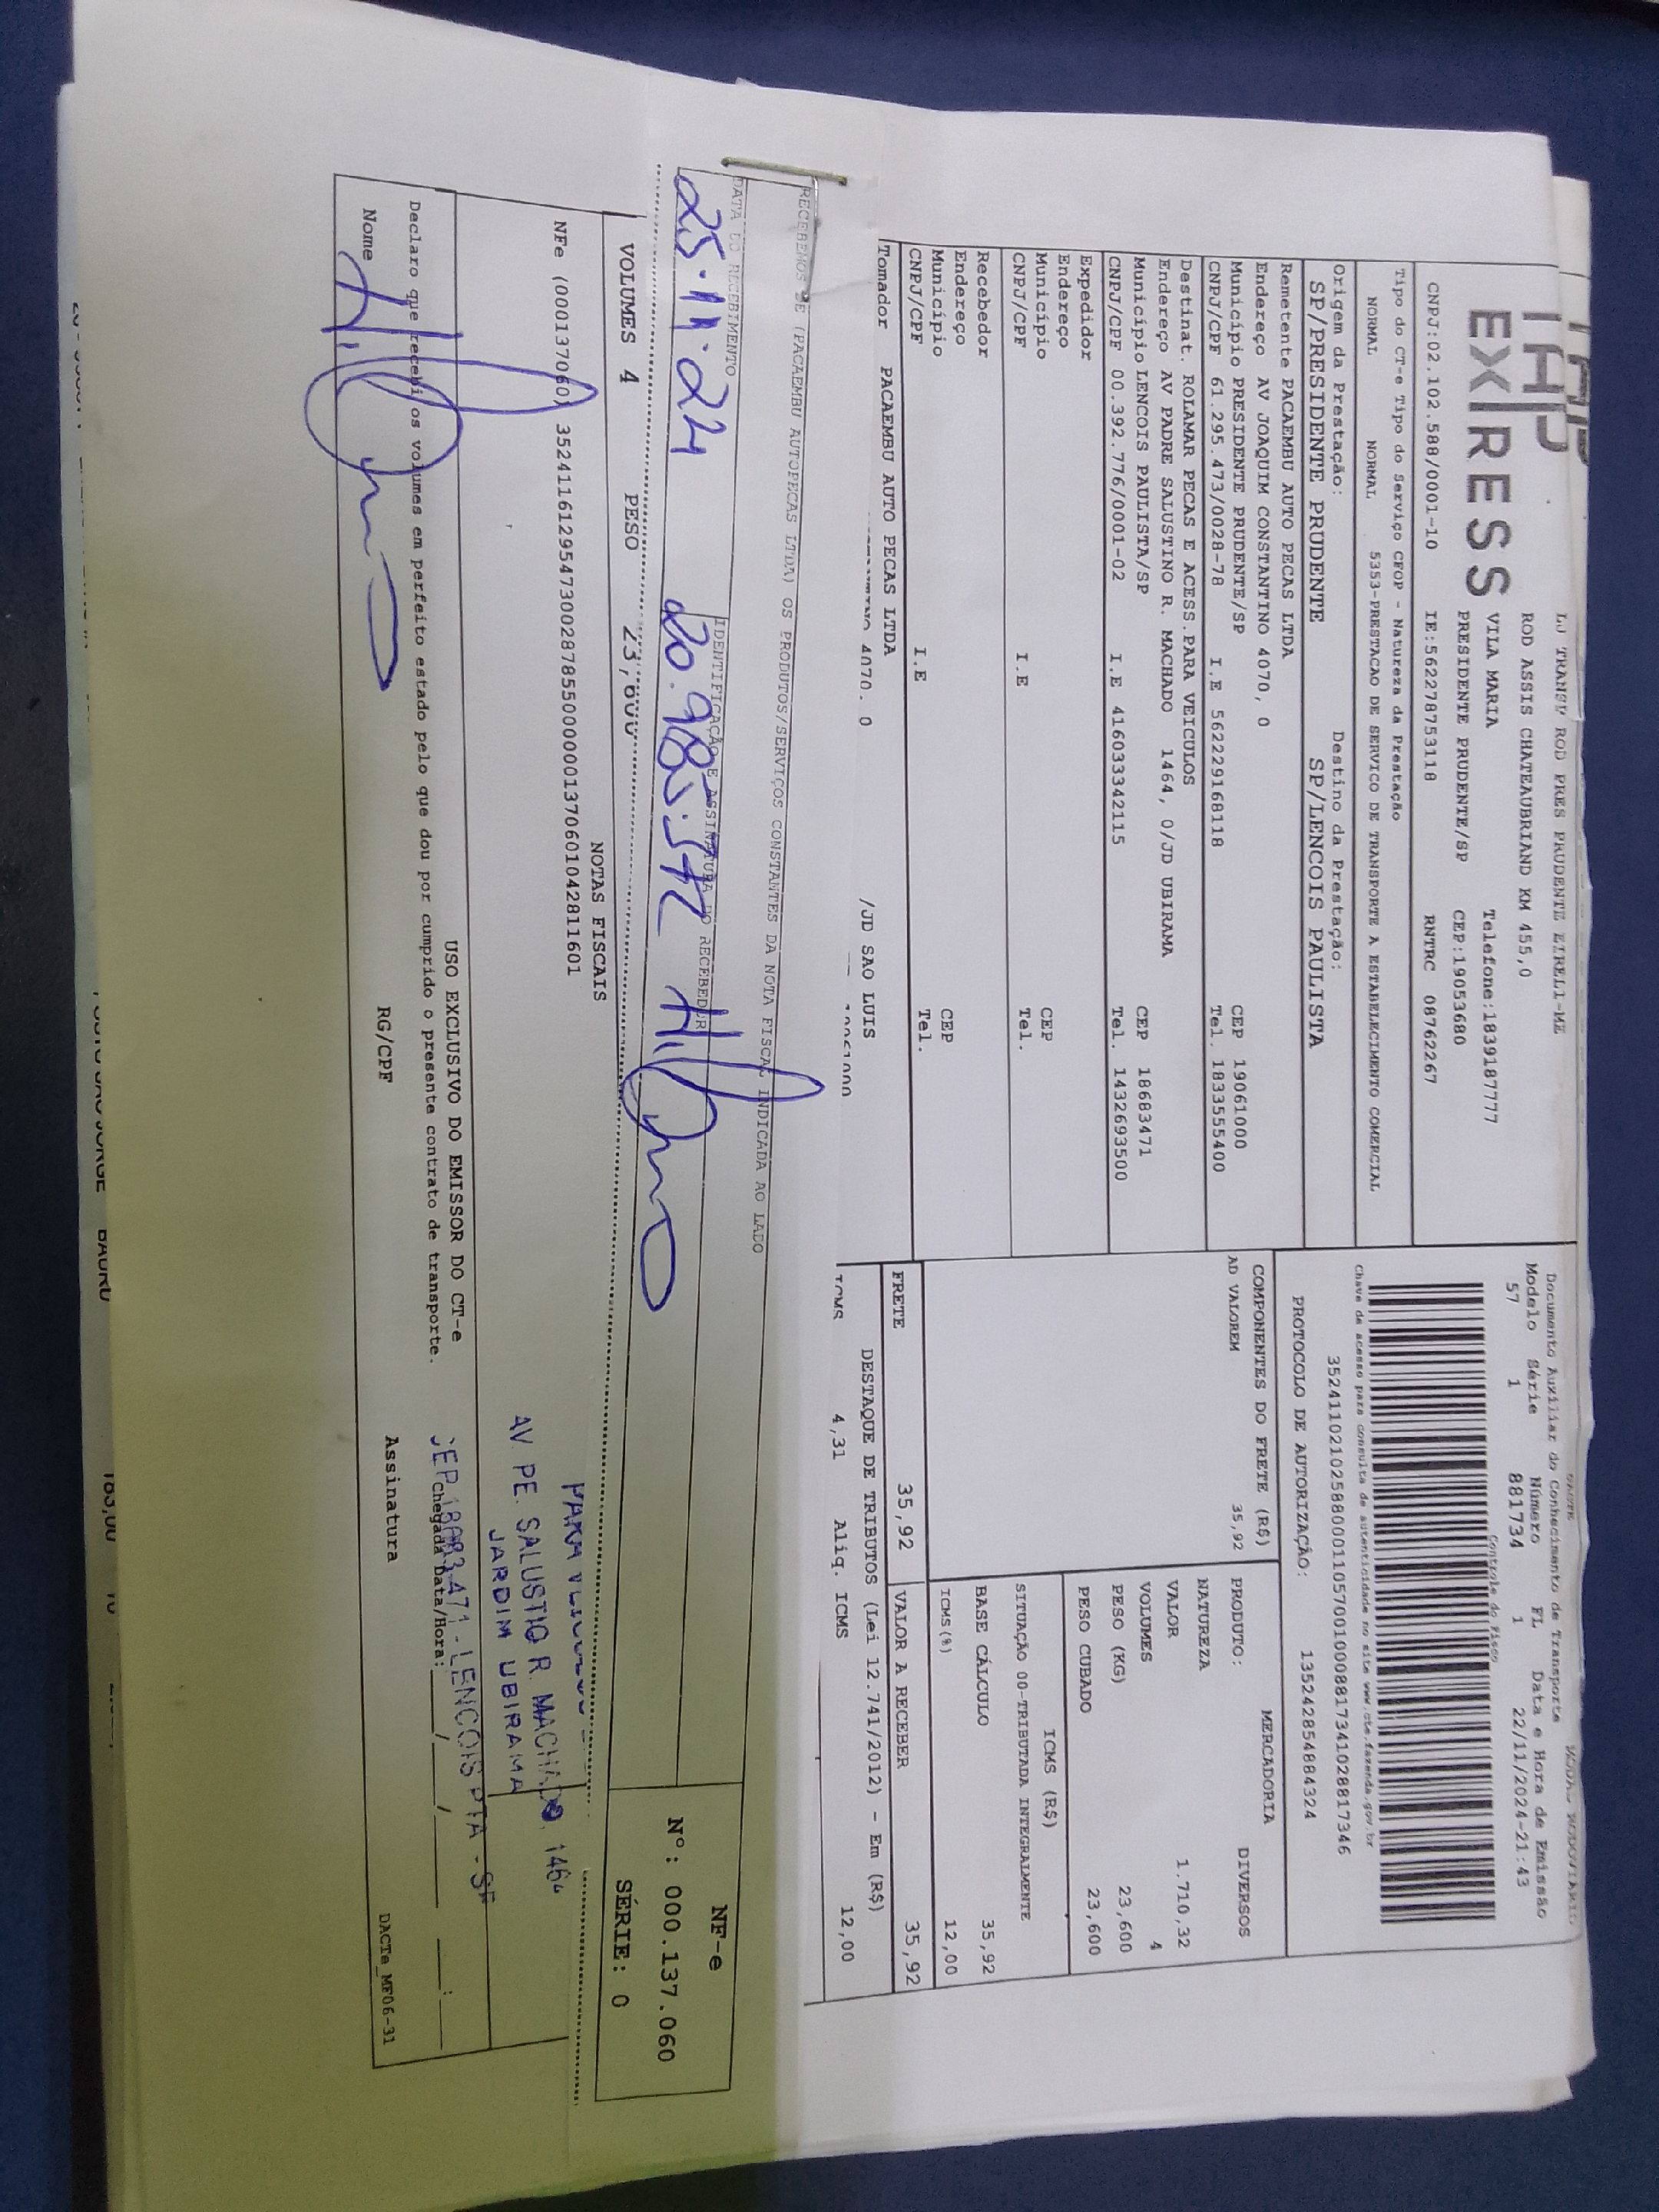 EXPRESS
LJ TRANSP ROD PRES PRUDENTE EIRELI-ME
ROD ASSIS CHATEAUBRIAND KM 455,0
Telefone:1839187777
VILA MARIA
PRESIDENTE PRUDENTE/SP CEP:19053680
CNPJ:02.102.588/0001-10 IE:562278753118 RNTRC 08762267
Tipo do CT-e Tipo do Serviço CFOP - Natureza da Prestação
NORMAL NORMAL 5353-PRESTACAO DE SERVICO DE TRANSPORTE A ESTABELECIMENTO COMERCIAL
Origem da Prestação: Destino da Prestação:
SP/PRESIDENTE PRUDENTE SP/LENCOIS PAULISTA
Remetente PACAEMBU AUTO PECAS LTDA
Endereço AV JOAQUIM CONSTANTINO 4070, 0
Município PRESIDENTE PRUDENTE/SP CEP 19061000
CNPJ/CPF 61.295.473/0028-78 I.E 562229168118 Tel. 1833555400
Destinat. ROLAMAR PECAS E ACESS.PARA VEICULOS
Endereço AV PADRE SALUSTINO R. MACHADO 1464, 0/JD UBIRAMA
Município LENCOIS PAULISTA/SP CEP 18683471
CNPJ/CPF 00.392.776/0001-02 I.E 416033342115 Tel. 1432693500
Expedidor
Endereço
Município CEP
CNPJ/CPF I.E Tel.
Recebedor
Endereço
Município CEP
CNPJ/CPF I.E Tel.
Tomador PACAEMBU AUTO PECAS LTDA
4070, 0 /JD SAO LUIS
Documento Auxiliar do Conhecimento de Transporte
Modelo Série Número FL Data e Hora de Emissão
57 1 881734 1 22/11/2024-21:43
Controle do Fisco
Chave de acesso para consulta de autenticidade no site www.cte.fazenda.gov.br
35241102102588000110570010008817341028817346
PROTOCOLO DE AUTORIZAÇÃO: 135242854884324
COMPONENTES DO FRETE (R$)
AD VALOREM 35,92
MERCADORIA
PRODUTO: DIVERSOS
NATUREZA
VALOR 1.710,32
VOLUMES 4
PESO (KG) 23,600
PESO CUBADO 23,600
ICMS (R$)
SITUAÇÃO 00-TRIBUTADA INTEGRALMENTE
BASE CÁLCULO 35,92
ICMS(%) 12,00
FRETE 35,92 VALOR A RECEBER 35,92
DESTAQUE DE TRIBUTOS (Lei 12.741/2012) - Em (R$)
ICMS 4,31 Aliq. ICMS 12,00
RECEBEMOS DE (PACAEMBU AUTOPECAS LTDA) OS PRODUTOS/SERVIÇOS CONSTANTES DA NOTA FISCAL INDICADA AO LADO
DATA DO RECEBIMENTO IDENTIFICAÇÃO E ASSINATURA DO RECEBEDOR
25.11.24
NF-e
Nº: 000.137.060
SÉRIE: 0
VOLUMES 4 PESO 23,600
NOTAS FISCAIS
NFe (000137060) 35241161295473002878550000001370601042811601
AV. PE. SALUSTIO R. MACHADO, 1464
JARDIM UBIRAMA
CEP 18683-471 - LENCOIS PTA - SP
USO EXCLUSIVO DO EMISSOR DO CT-e
Declaro que recebi os volumes em perfeito estado pelo que dou por cumprido o presente contrato de transporte. Chegada Data/Hora:____/____/____ __:__
Nome RG/CPF Assinatura
DACTe_MF06-31
BAURU